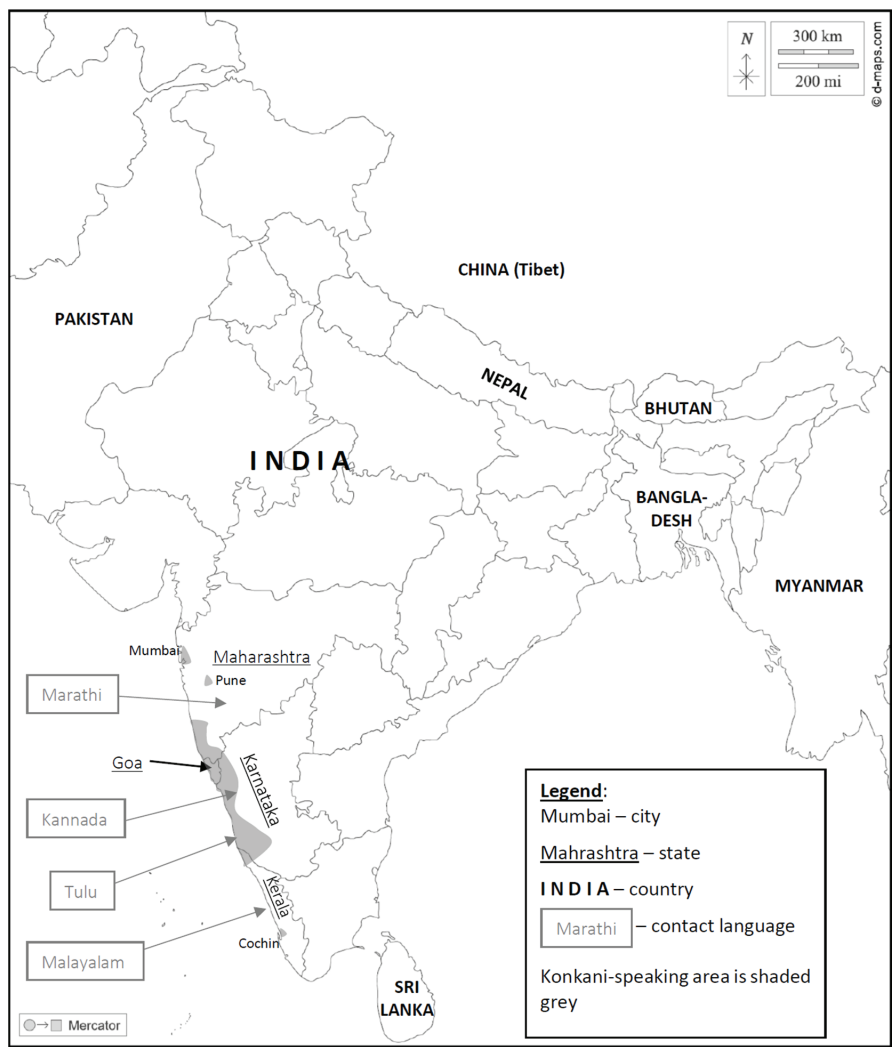 N
300 km
200 mi
© d-maps.com
CHINA (Tibet)
PAKISTAN
NEPAL
BHUTAN
INDIA
BANGLA-
DESH
MYANMAR
Mumbai
Maharashtra
Pune
Marathi
Goa
Karnataka
Kannada
Tulu
Kerala
Cochin
Malayalam
SRI
LANKA
Legend:
Mumbai – city
Mahrashtra – state
INDIA – country
Marathi – contact language
Konkani-speaking area is shaded
grey
Mercator